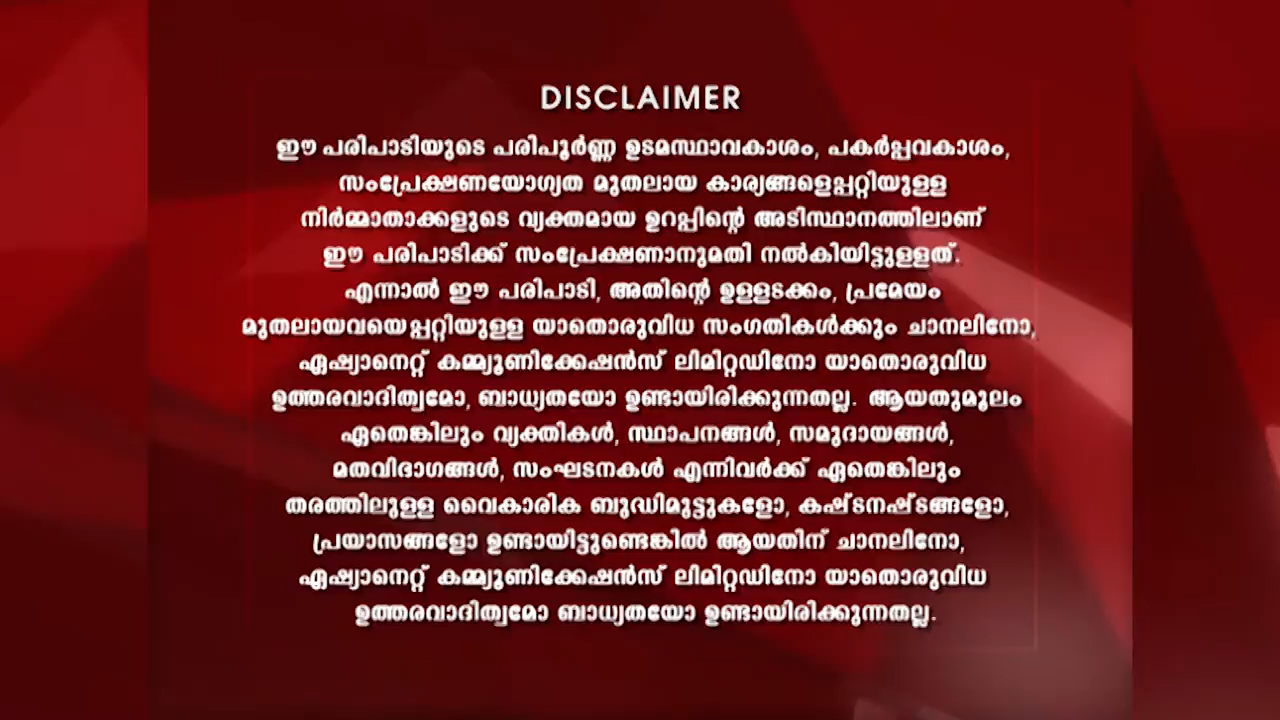 DISCLAIMER
ഈ പരിപാടിയുടെ പരിപൂർണ്ണ ഉടമസ്ഥാവകാശം, പകർപ്പവകാശം,
സംപ്രേക്ഷണയോഗ്യത മുതലായ കാര്യങ്ങളെപ്പറ്റിയുള്ള
നിർമ്മാതാക്കളുടെ വ്യക്തമായ ഉറപ്പിന്റെ അടിസ്ഥാനത്തിലാണ്
ഈ പരിപാടിക്ക് സംപ്രേക്ഷണാനുമതി നൽകിയിട്ടുള്ളത്.
എന്നാൽ ഈ പരിപാടി, അതിന്റെ ഉള്ളടക്കം, പ്രമേയം
മുതലായവയെപ്പറ്റിയുള്ള യാതൊരുവിധ സംഗതികൾക്കും ചാനലിനോ,
ഏഷ്യാനെറ്റ് കമ്മ്യൂണിക്കേഷൻസ് ലിമിറ്റഡിനോ യാതൊരുവിധ
ഉത്തരവാദിത്വമോ, ബാധ്യതയോ ഉണ്ടായിരിക്കുന്നതല്ല. ആയതുമൂലം
ഏതെങ്കിലും വ്യക്തികൾ, സ്ഥാപനങ്ങൾ, സമുദായങ്ങൾ,
മതവിഭാഗങ്ങൾ, സംഘടനകൾ എന്നിവർക്ക് ഏതെങ്കിലും
തരത്തിലുള്ള വൈകാരിക ബുദ്ധിമുട്ടുകളോ, കഷ്ടനഷ്ടങ്ങളോ,
പ്രയാസങ്ങളോ ഉണ്ടായിട്ടുണ്ടെങ്കിൽ ആയതിന് ചാനലിനോ,
ഏഷ്യാനെറ്റ് കമ്മ്യൂണിക്കേഷൻസ് ലിമിറ്റഡിനോ യാതൊരുവിധ
ഉത്തരവാദിത്വമോ ബാധ്യതയോ ഉണ്ടായിരിക്കുന്നതല്ല.